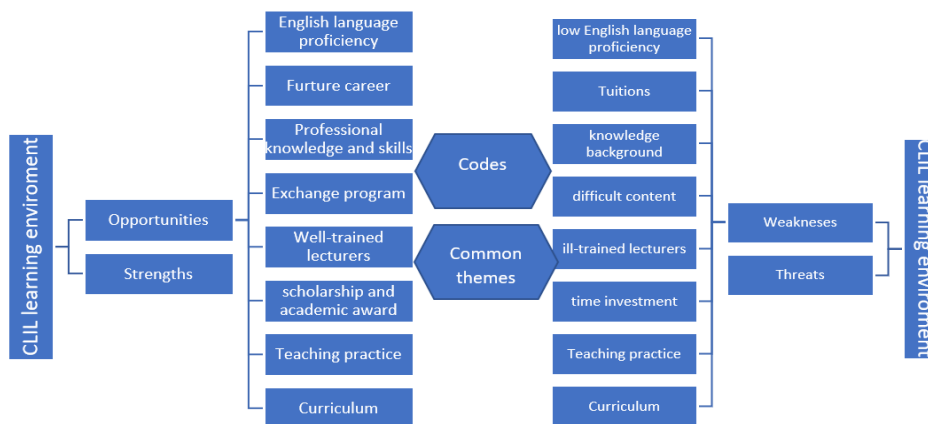 CLIL learning enviroment
Opportunities
Strengths
English language
proficiency
Furture career
Professional
knowledge and skills
Exchange program
Well-trained
lecturers
scholarship and
academic award
Teaching practice
Curriculum
Codes
Common
themes
low English language
proficiency
Tuitions
knowledge
background
difficult content
ill-trained lecturers
time investment
Teaching practice
Curriculum
Weakneses
Threats
CLIL learning enviroment